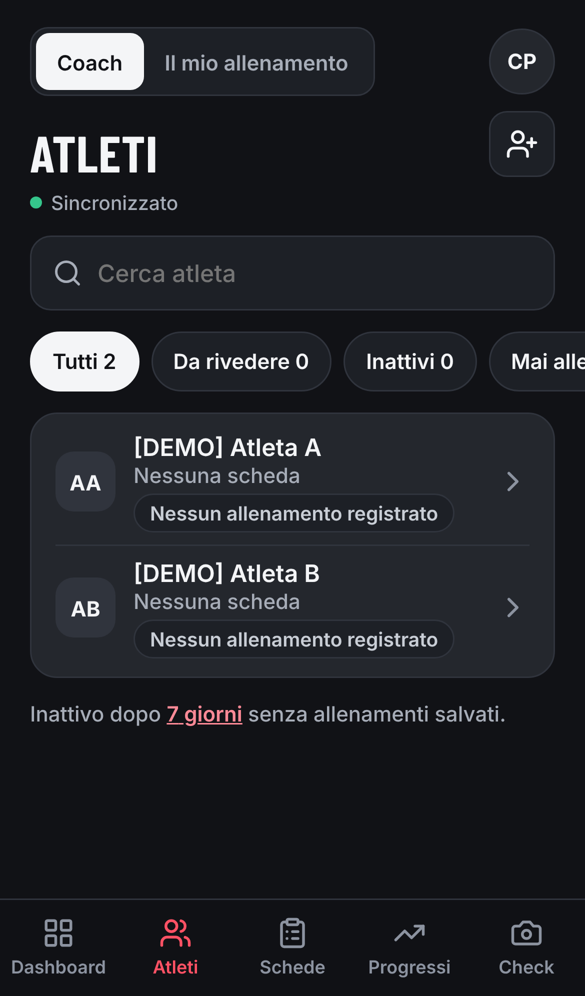 Coach
Il mio allenamento
CP
ATLETI
Sincronizzato
Cerca atleta
Tutti 2
Da rivedere 0
Inattivi 0
Mai alle
AA
[DEMO] Atleta A
Nessuna scheda
Nessun allenamento registrato
AB
[DEMO] Atleta B
Nessuna scheda
Nessun allenamento registrato
Inattivo dopo 7 giorni senza allenamenti salvati.
Dashboard
Atleti
Schede
Progressi
Check